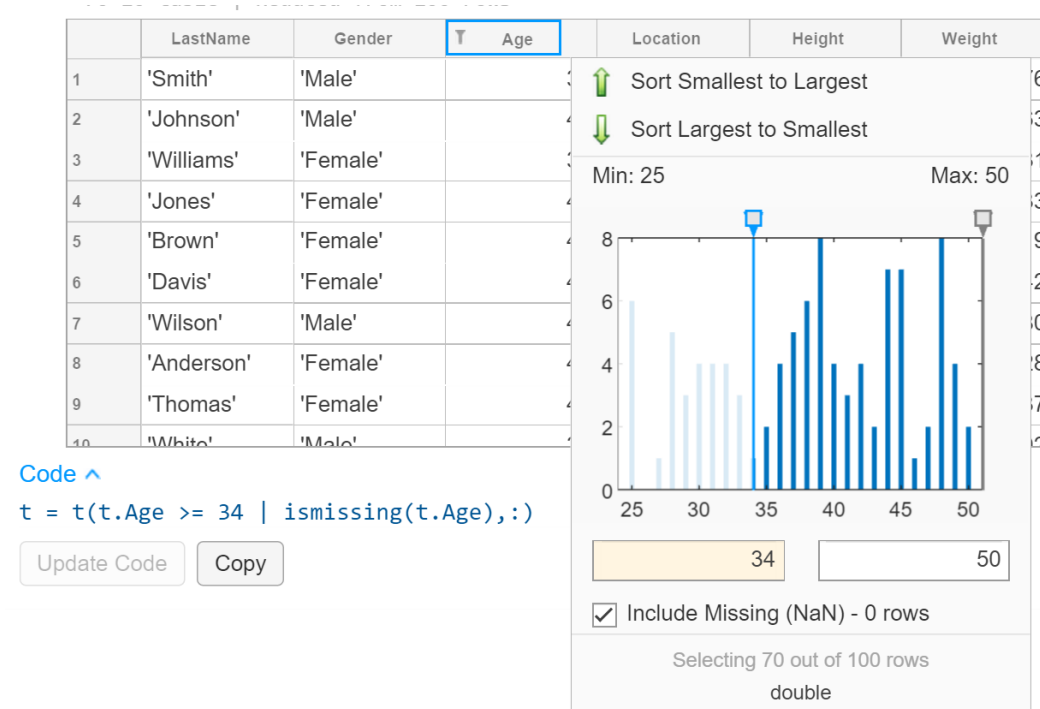 LastName Gender Age Location Height Weight
1 'Smith' 'Male'
2 'Johnson' 'Male'
3 'Williams' 'Female'
4 'Jones' 'Female'
5 'Brown' 'Female'
6 'Davis' 'Female'
7 'Wilson' 'Male'
8 'Anderson' 'Female'
9 'Thomas' 'Female'
10 'White' 'Male'
Code
t = t(t.Age >= 34 | ismissing(t.Age),:)
Update Code Copy
Sort Smallest to Largest
Sort Largest to Smallest
Min: 25 Max: 50
8
6
4
2
0
25 30 35 40 45 50
34 50
Include Missing (NaN) - 0 rows
Selecting 70 out of 100 rows
double